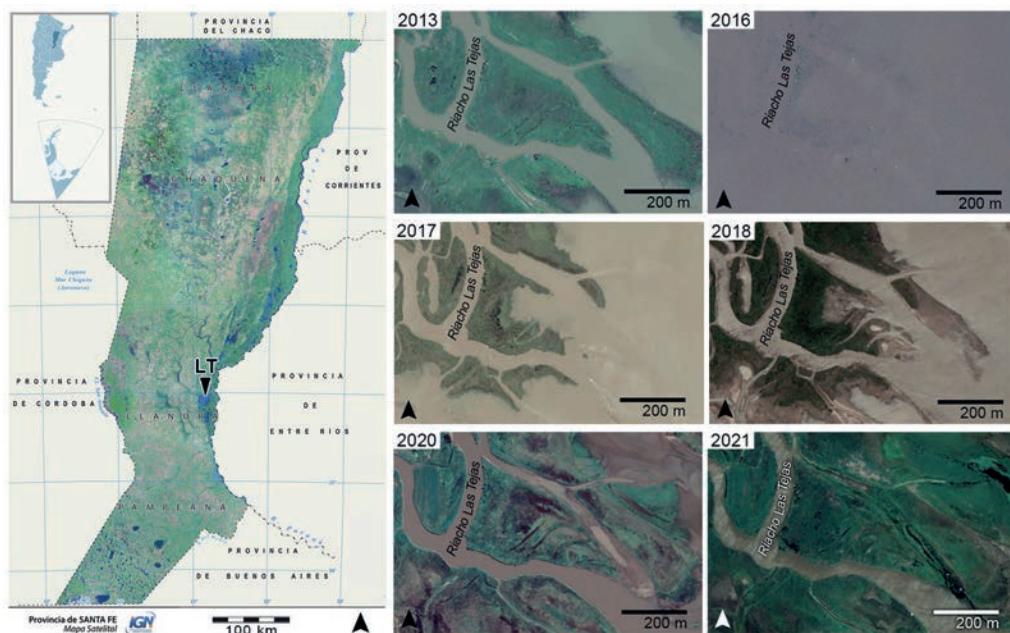 PROVINCIA
DEL CHACO
LLANURA
CHAQUEÑA
PROV
DE
CORRIENTES
Laguna
Mar Chiquita
LT
PROVINCIA
DE CORDOBA
LLANURA
PROVINCIA
DE
ENTRE RÍOS
PAMPEANA
PROVINCIA
DE BUENOS AIRES
Provincia de SANTA FE
Mapa Satelital
IGN
100 km
2013
Riacho Las Tejas
200 m
2016
Riacho Las Tejas
200 m
2017
Riacho Las Tejas
200 m
2018
Riacho Las Tejas
200 m
2020
Riacho Las Tejas
200 m
2021
Riacho Las Tejas
200 m